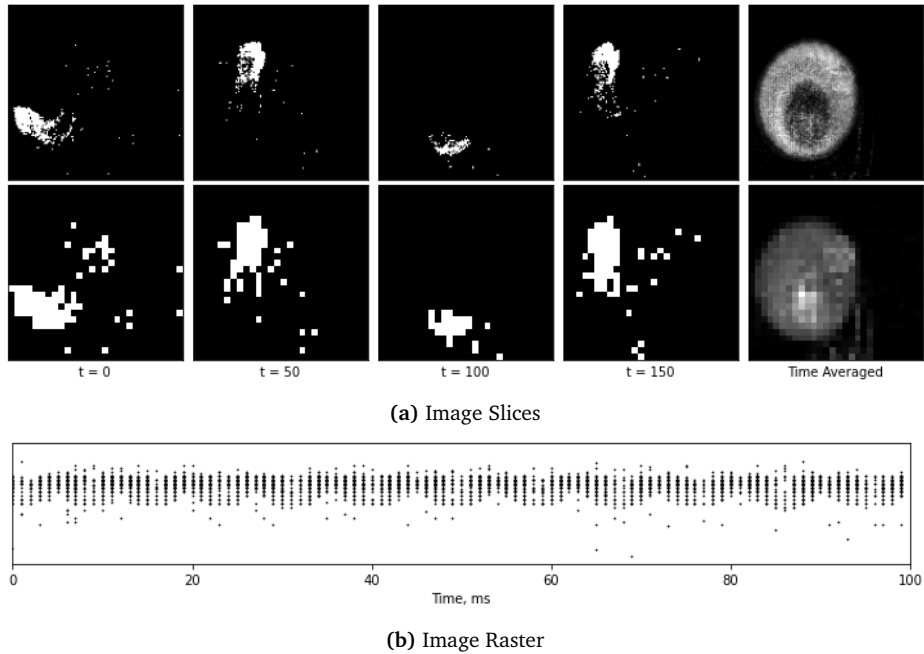 t = 0
t = 50
t = 100
t = 150
Time Averaged
(a) Image Slices
0
20
40
60
80
100
Time, ms
(b) Image Raster